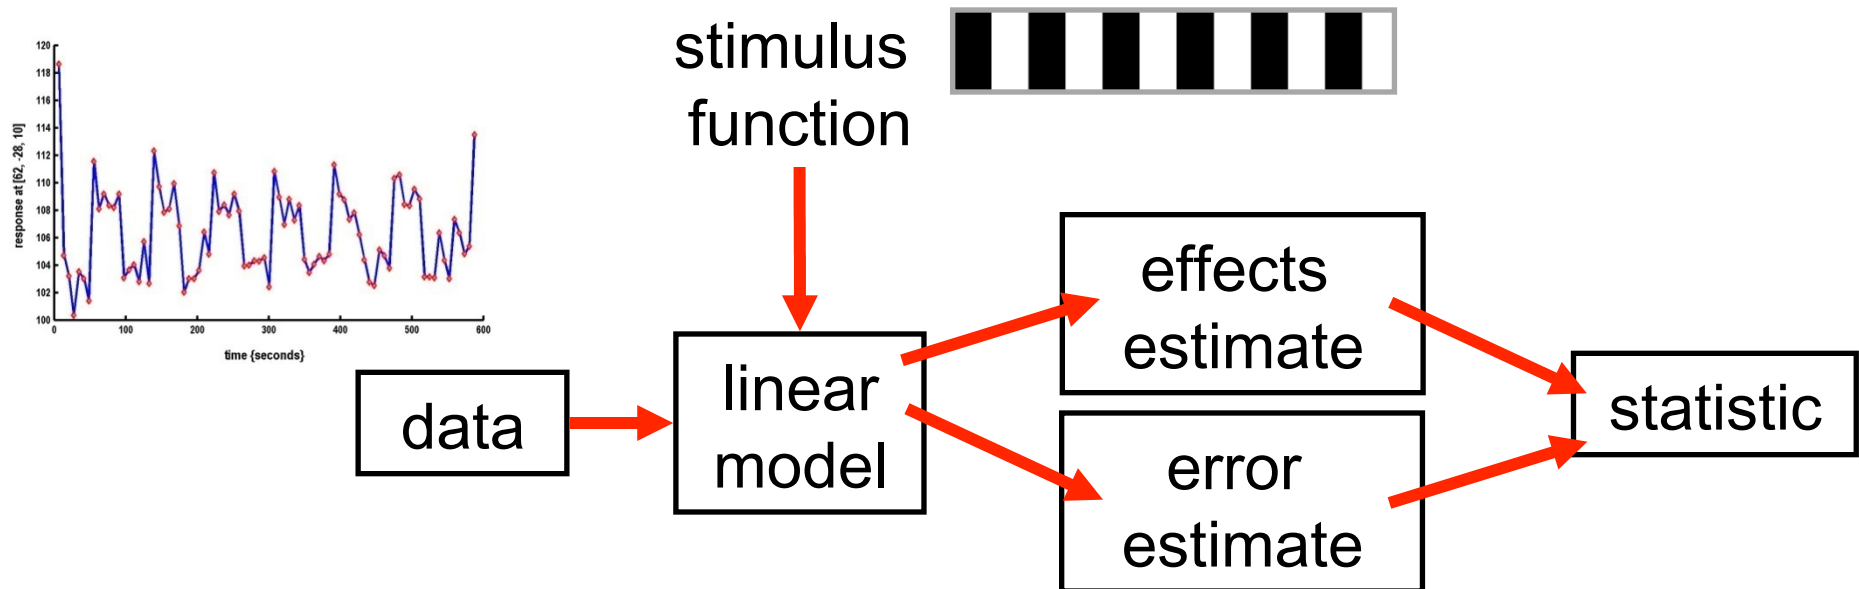 stimulus
function
120
118
116
114
112
110
108
106
104
102
100
response at [62, -28, 10]
0 100 200 300 400 500 600
time {seconds}
data
linear
model
effects
estimate
error
estimate
statistic